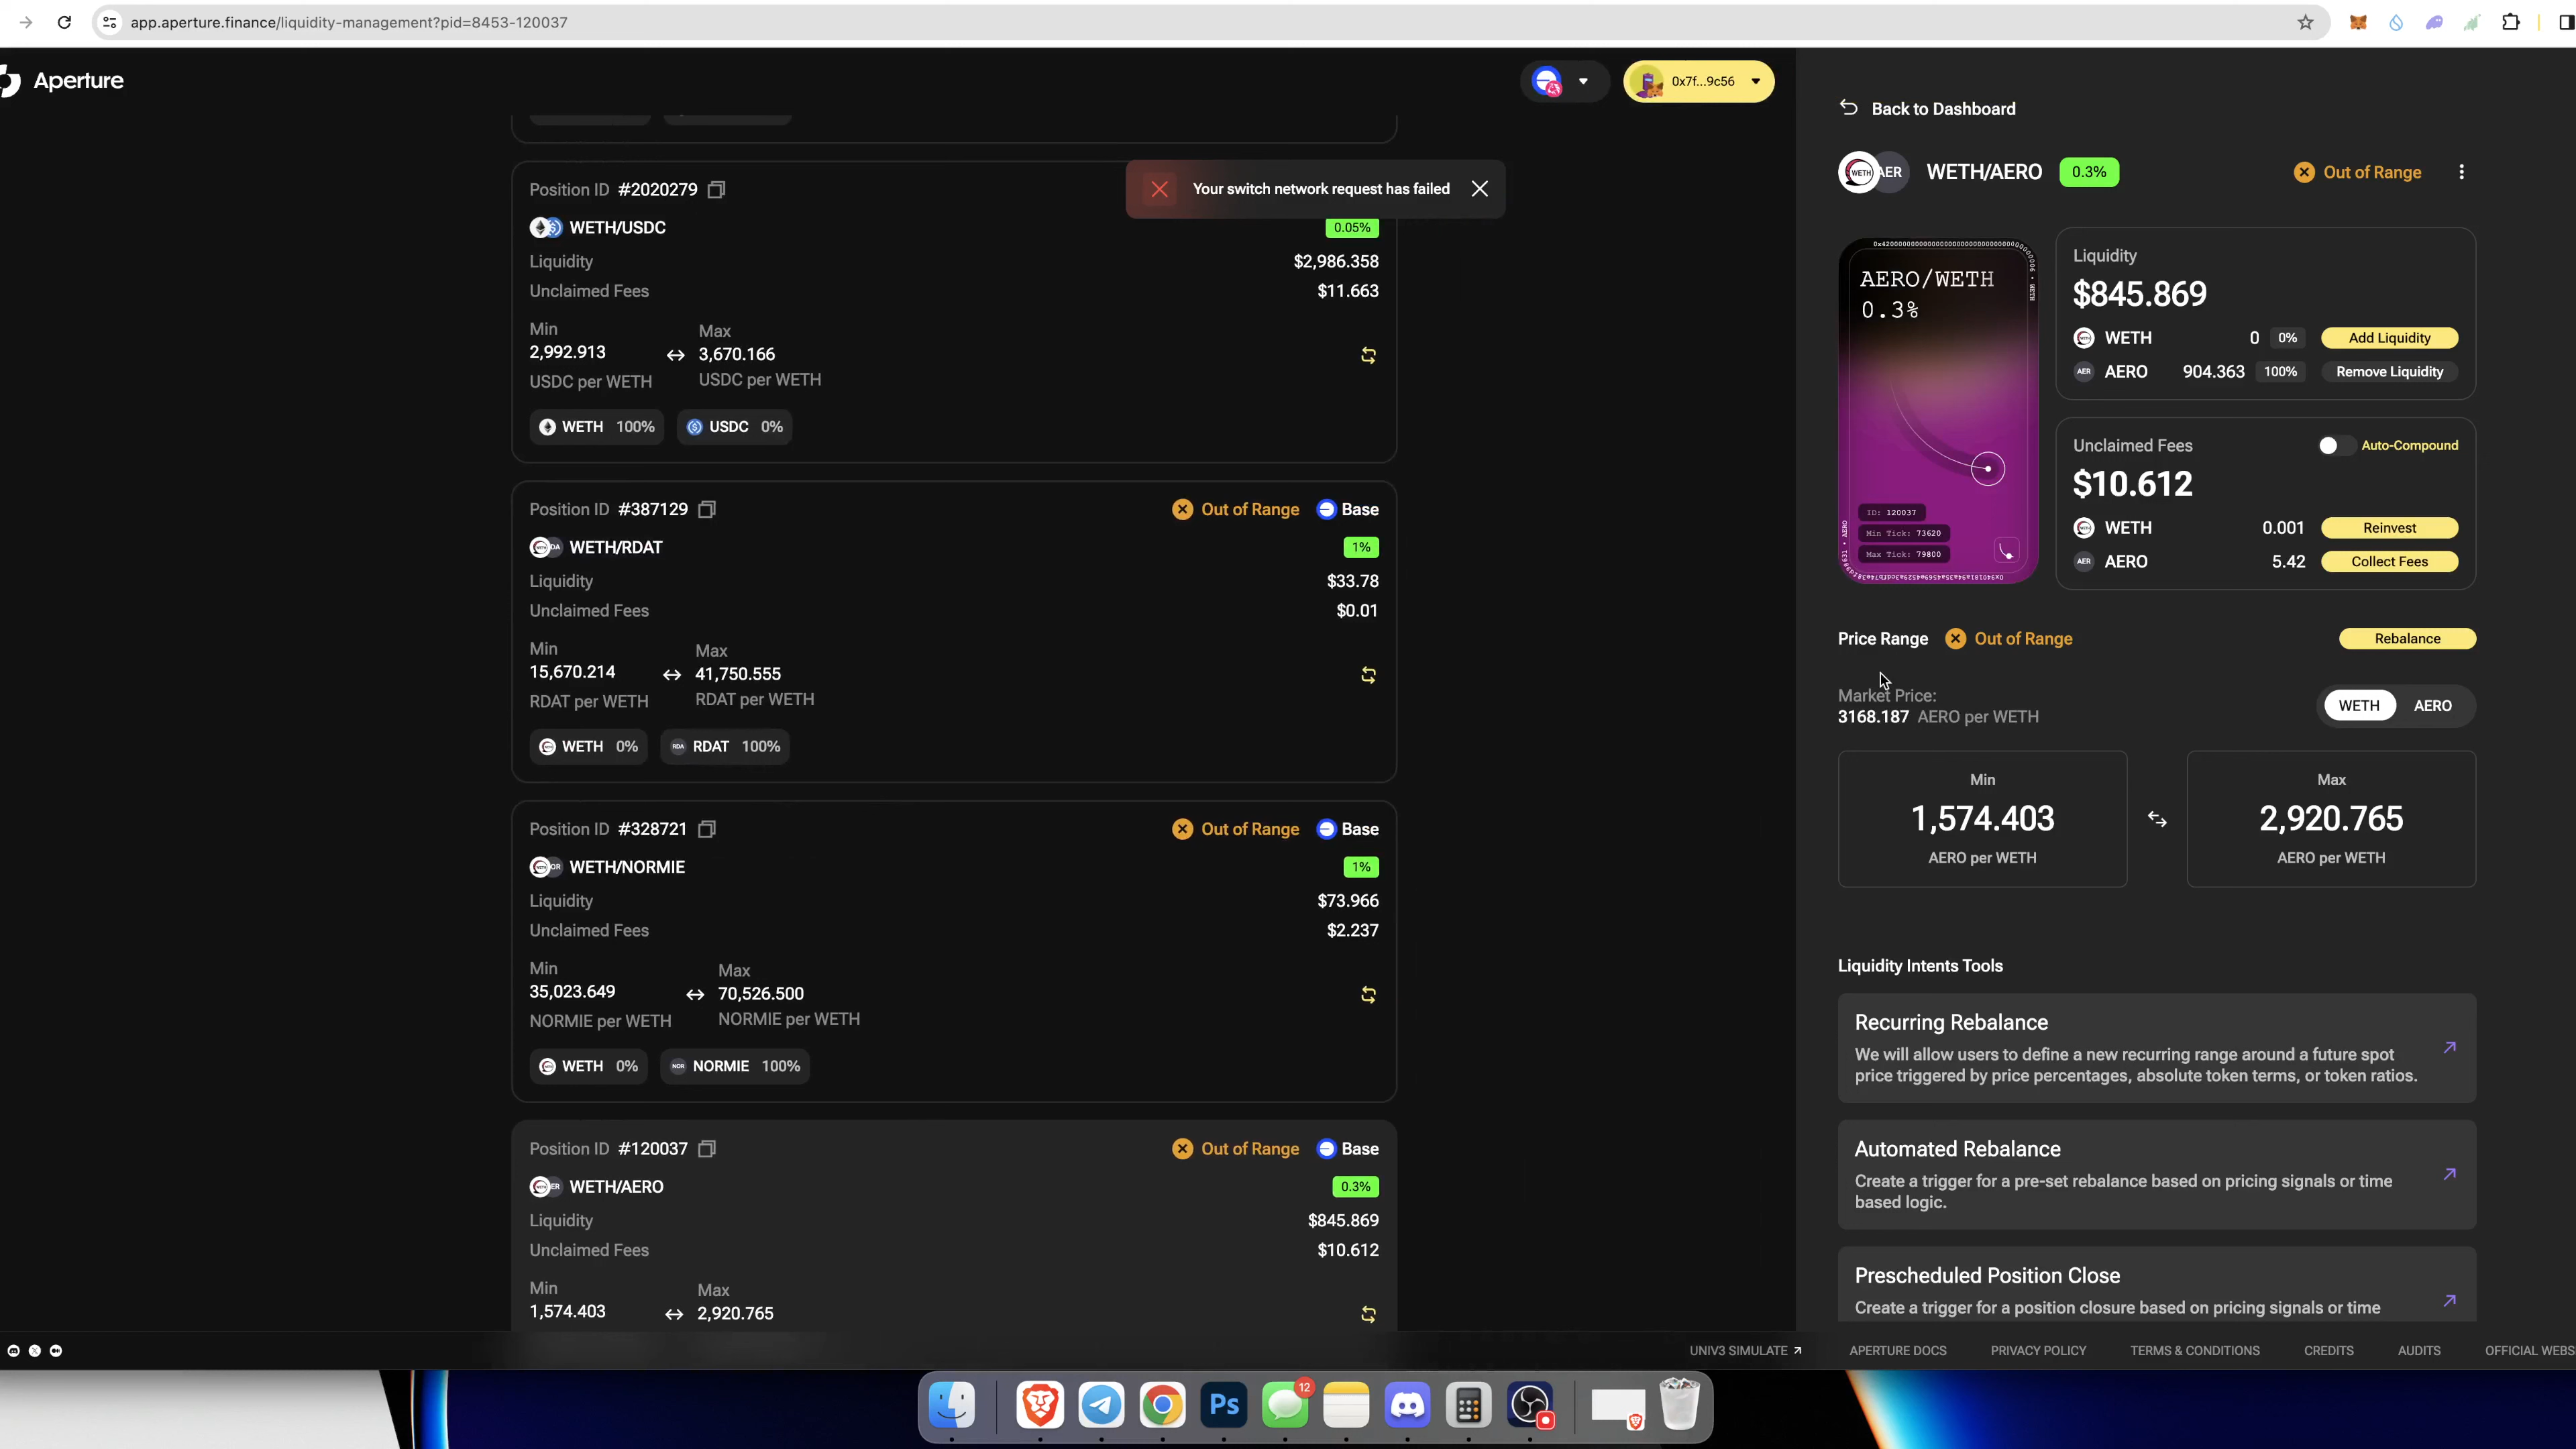 app.aperture.finance/liquidity-management?pid=8453-120037
Aperture
0x7f...9c56
Your switch network request has failed
Position ID #2020279
WETH/USDC
0.05%
Liquidity
$2,986.358
Unclaimed Fees
$11.663
Min
Max
2,992.913
3,670.166
USDC per WETH
USDC per WETH
WETH 100%
USDC 0%
Position ID #387129
Out of Range
Base
WETH/RDAT
1%
Liquidity
$33.78
Unclaimed Fees
$0.01
Min
Max
15,670.214
41,750.555
RDAT per WETH
RDAT per WETH
WETH 0%
RDA
RDAT 100%
Position ID #328721
Out of Range
Base
WETH/NORMIE
1%
Liquidity
$73.966
Unclaimed Fees
$2.237
Min
Max
35,023.649
70,526.500
NORMIE per WETH
NORMIE per WETH
WETH 0%
NOR
NORMIE 100%
Position ID #120037
Out of Range
Base
WETH/AERO
0.3%
Liquidity
$845.869
Unclaimed Fees
$10.612
Min
Max
1,574.403
2,920.765
Back to Dashboard
WETH
AER
WETH/AERO
0.3%
Out of Range
AERO/WETH
0.3%
ID: 120037
Min Tick: 73620
Max Tick: 79800
Liquidity
$845.869
WETH
0
0%
Add Liquidity
AER
AERO
904.363
100%
Remove Liquidity
Unclaimed Fees
Auto-Compound
$10.612
WETH
0.001
Reinvest
AER
AERO
5.42
Collect Fees
Price Range
Out of Range
Rebalance
Market Price:
3168.187 AERO per WETH
WETH
AERO
Min
1,574.403
AERO per WETH
Max
2,920.765
AERO per WETH
Liquidity Intents Tools
Recurring Rebalance
We will allow users to define a new recurring range around a future spot
price triggered by price percentages, absolute token terms, or token ratios.
Automated Rebalance
Create a trigger for a pre-set rebalance based on pricing signals or time
based logic.
Prescheduled Position Close
Create a trigger for a position closure based on pricing signals or time
UNIV3 SIMULATE
APERTURE DOCS
PRIVACY POLICY
TERMS & CONDITIONS
CREDITS
AUDITS
OFFICIAL WEBS
Ps
12